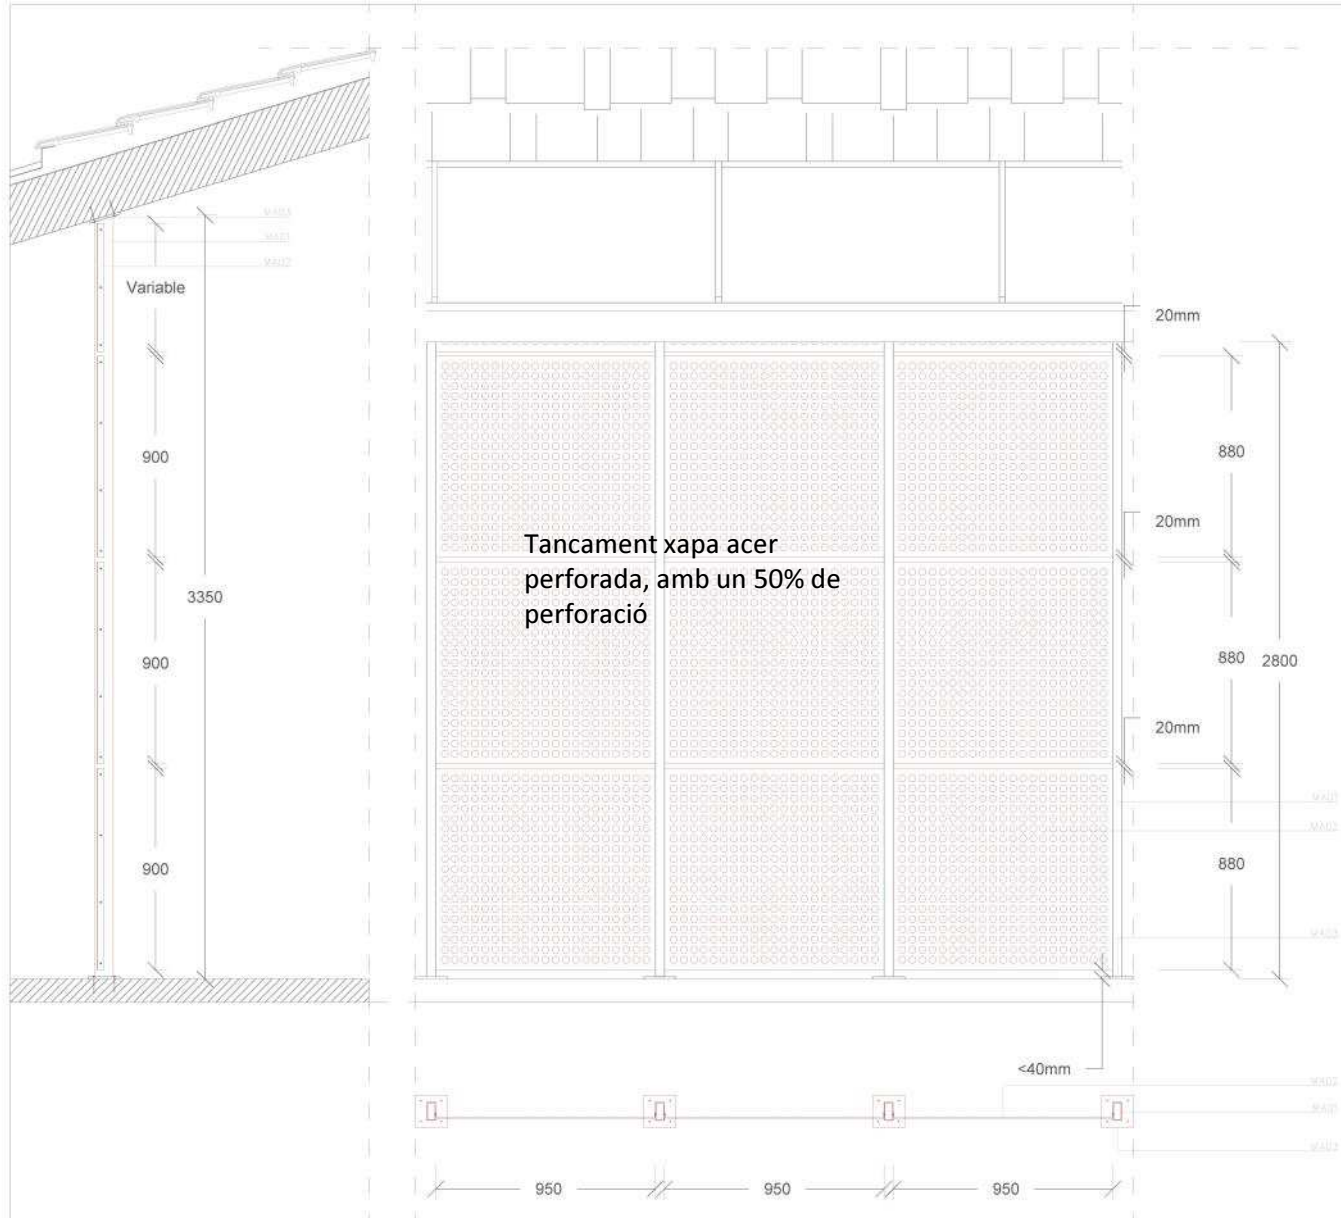 Variable
900
900
900
3350
Tancament xapa acer
perforada, amb un 50% de
perforació
20mm
20mm
20mm
880
880
880
2800
<40mm
950
950
950